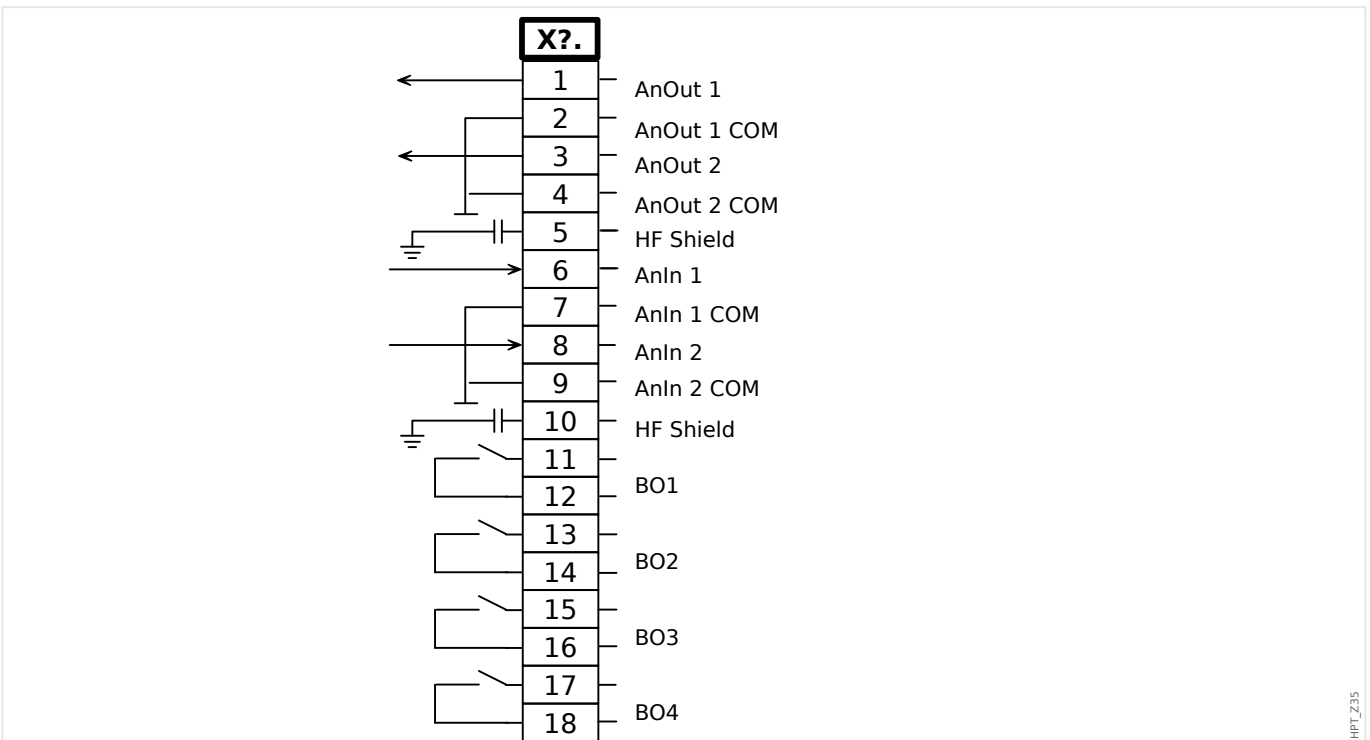 X?.
1 AnOut 1
2 AnOut 1 COM
3 AnOut 2
4 AnOut 2 COM
5 HF Shield
6 AnIn 1
7 AnIn 1 COM
8 AnIn 2
9 AnIn 2 COM
10 HF Shield
11
BO1
12
13
BO2
14
15
BO3
16
17
BO4
18
HPT_Z35